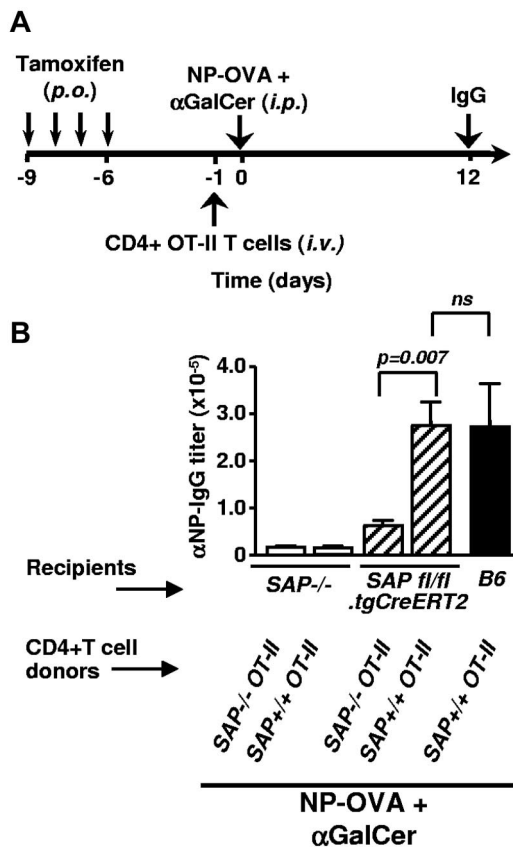 A
Tamoxifen
(p.o.)
NP-OVA +
αGalCer (i.p.)
IgG
-9 -6 -1 0 12
CD4+ OT-II T cells (i.v.)
Time (days)
B
ns
p=0.007
αNP-IgG titer (x10⁻⁵)
4.0
3.0
2.0
1.0
0
Recipients
SAP-/-
SAP fl/fl
.tgCreERT2
B6
CD4+T cell
donors
SAP-/- OT-II
SAP+/+ OT-II
SAP-/- OT-II
SAP+/+ OT-II
SAP+/+ OT-II
NP-OVA +
αGalCer